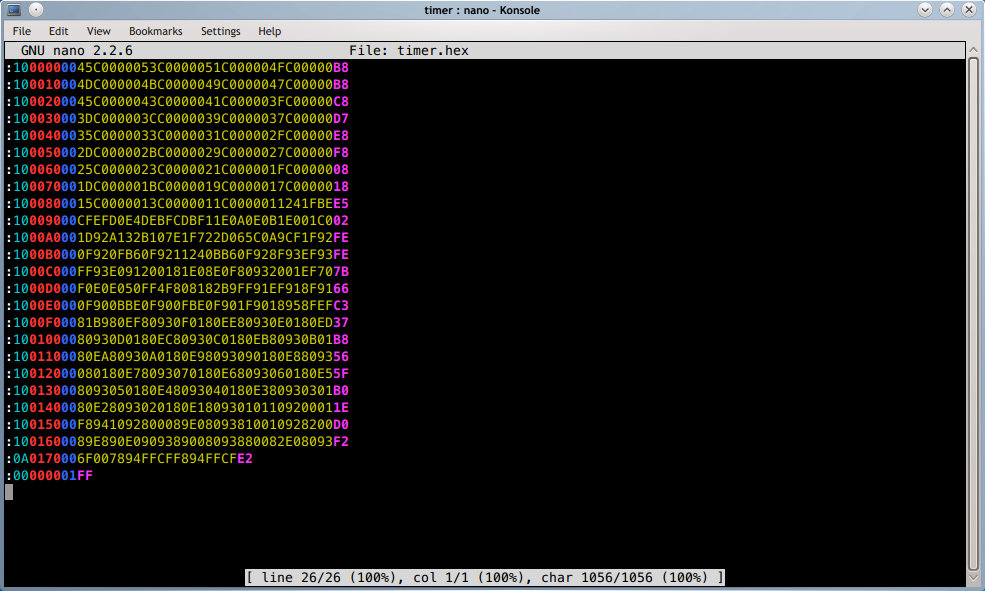 timer : nano - Konsole
File Edit View Bookmarks Settings Help
GNU nano 2.2.6 File: timer.hex
:1000000045C0000053C0000051C000004FC00000B8
:100010004DC000004BC0000049C0000047C00000B8
:1000200045C0000043C0000041C000003FC00000C8
:100030003DC000003CC0000039C0000037C00000D7
:1000400035C0000033C0000031C000002FC00000E8
:100050002DC000002BC0000029C0000027C00000F8
:1000600025C0000023C0000021C000001FC0000008
:100070001DC000001BC0000019C0000017C0000018
:1000800015C0000013C0000011C0000011241FBEE5
:10009000CFEFD0E4DEBFCDBF11E0A0E0B1E001C002
:1000A0001D92A132B107E1F722D065C0A9CF1F92FE
:1000B0000F920FB60F9211240BB60F928F93EF93FE
:1000C000FF93E091200181E08E0F80932001EF707B
:1000D000F0E0E050FF4F808182B9FF91EF918F9166
:1000E0000F900BBE0F900FBE0F901F9018958FEFC3
:1000F00081B980EF80930F0180EE80930E0180ED37
:1001000080930D0180EC80930C0180EB80930B01B8
:1001100080EA80930A0180E98093090180E8809356
:10012000080180E78093070180E68093060180E55F
:100130008093050180E48093040180E380930301B0
:1001400080E28093020180E180930101109200011E
:10015000F8941092800089E08093810010928200D0
:1001600089E890E0909389008093880082E08093F2
:0A0170006F007894FFCFF894FFCFE2
:00000001FF
[ line 26/26 (100%), col 1/1 (100%), char 1056/1056 (100%) ]